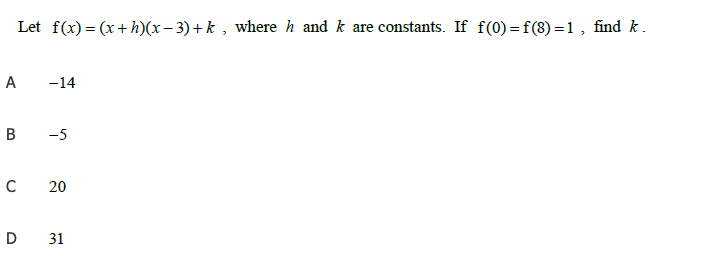 Let f(x) = (x + h)(x − 3) + k , where h and k are constants. If f(0) = f(8) = 1 , find k .
A −14
B −5
C 20
D 31